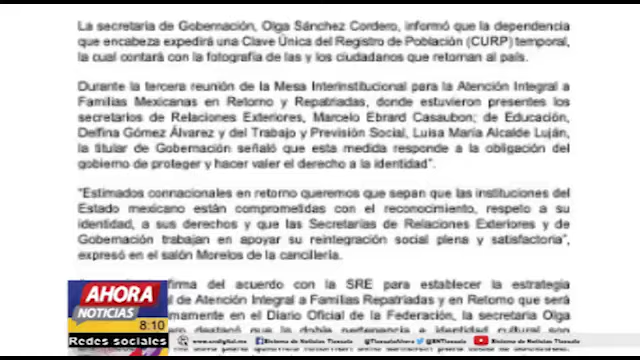 La secretaria de Gobernación, Olga Sánchez Cordero, informó que la dependencia
que encabeza expedirá una Clave Única del Registro de Población (CURP) temporal,
la cual contará con la fotografía de las y los ciudadanos que retornan al país.
Durante la tercera reunión de la Mesa Interinstitucional para la Atención Integral a
Familias Mexicanas en Retorno y Repatriadas, donde estuvieron presentes los
secretarios de Relaciones Exteriores, Marcelo Ebrard Casaubon; de Educación,
Delfina Gómez Álvarez y del Trabajo y Previsión Social, Luisa María Alcalde Luján,
la titular de Gobernación señaló que esta medida responde a la obligación del
gobierno de proteger y hacer valer el derecho a la identidad".
"Estimados connacionales en retorno queremos que sepan que las instituciones del
Estado mexicano están comprometidas con el reconocimiento, respeto a su
identidad, a sus derechos y que las Secretarías de Relaciones Exteriores y de
Gobernación trabajan en apoyar su reintegración social plena y satisfactoria",
expresó en el salón Morelos de la cancillería.
firma del acuerdo con la SRE para establecer la estrategia
de Atención Integral a Familias Repatriadas y en Retorno que será
en el Diario Oficial de la Federación, la secretaria Olga
destacó que la doble pertenencia e identidad cultural son
AHORA
NOTICIAS
8:10
Redes sociales
Sistema de Noticias Tlaxcala
Sistema de Noticias Tlaxcala